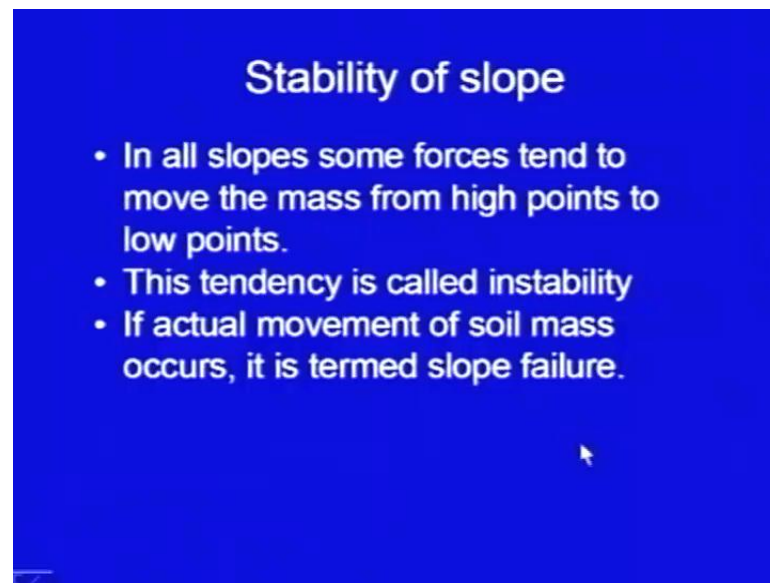 Stability of slope
• In all slopes some forces tend to
move the mass from high points to
low points.
• This tendency is called instability
• If actual movement of soil mass
occurs, it is termed slope failure.